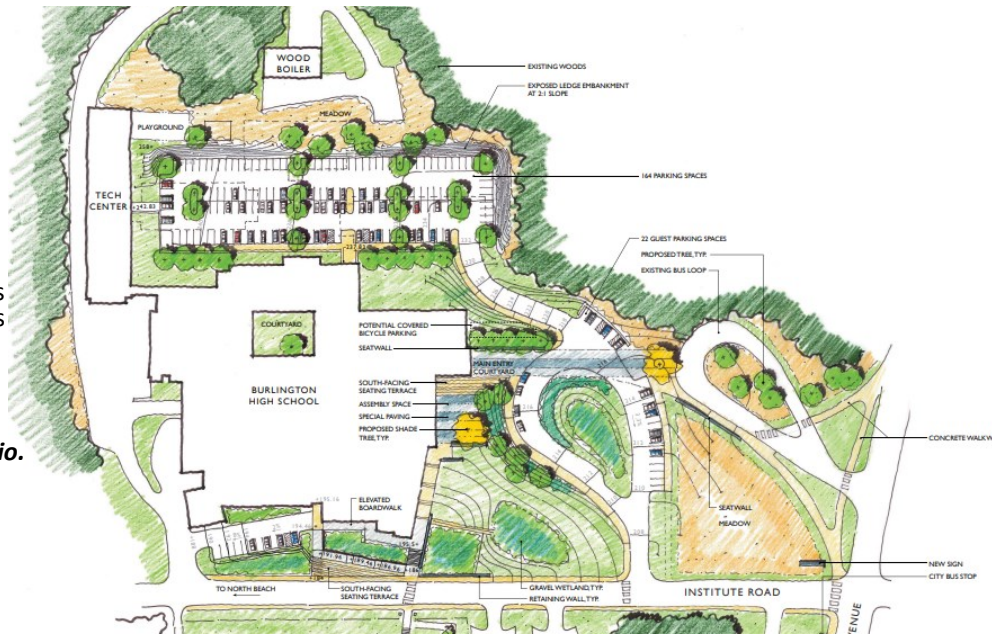 WOOD
BOILER
EXISTING WOODS
EXPOSED LEDGE EMBANKMENT
AT 2:1 SLOPE
MEADOW
PLAYGROUND
164 PARKING SPACES
TECH
CENTER
22 GUEST PARKING SPACES
PROPOSED TREE, TYP.
EXISTING BUS LOOP
s
s
COURTYARD
POTENTIAL COVERED
BICYCLE PARKING
SEATWALL
MAIN ENTRY
COURTYARD
BURLINGTON
HIGH SCHOOL
SOUTH-FACING
SEATING TERRACE
ASSEMBLY SPACE
SPECIAL PAVING
PROPOSED SHADE
TREE, TYP.
io.
CONCRETE WALKW
ELEVATED
BOARDWALK
SEATWALL
MEADOW
NEW SIGN
CITY BUS STOP
TO NORTH BEACH
SOUTH-FACING
SEATING TERRACE
GRAVEL WETLAND, TYP.
RETAINING WALL, TYP.
INSTITUTE ROAD
ENUE